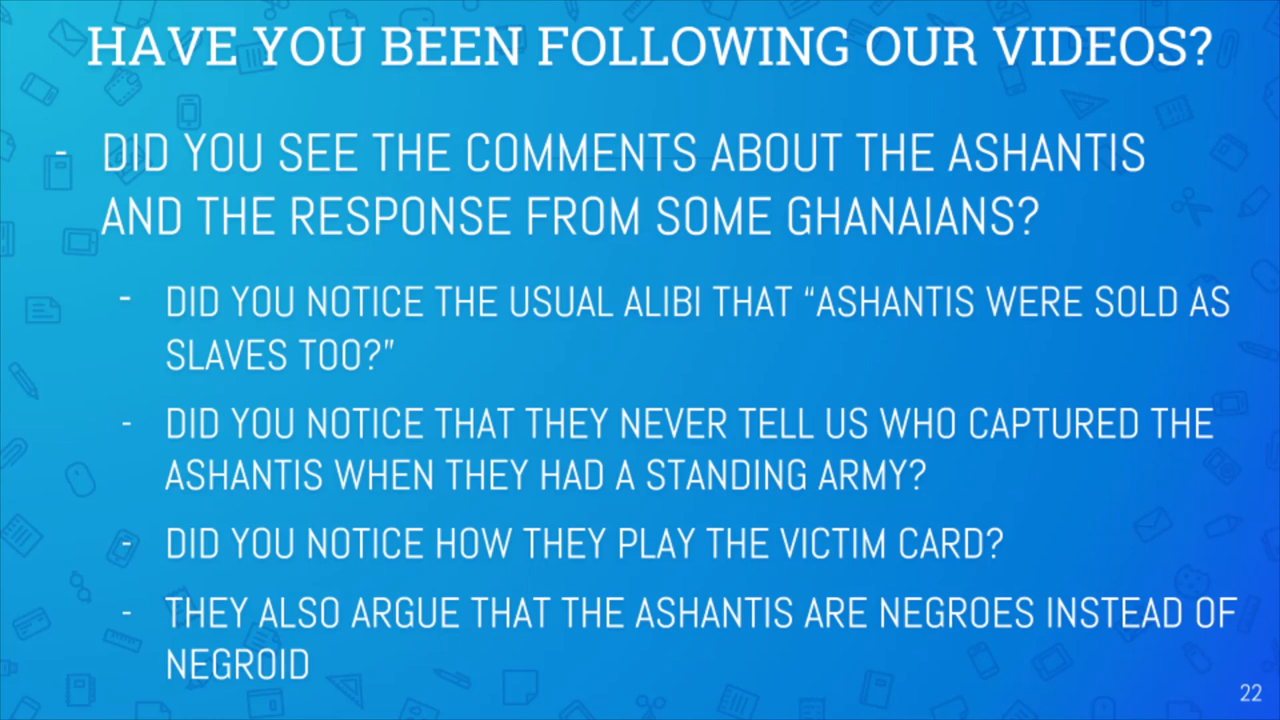 HAVE YOU BEEN FOLLOWING OUR VIDEOS?
- DID YOU SEE THE COMMENTS ABOUT THE ASHANTIS
AND THE RESPONSE FROM SOME GHANAIANS?
- DID YOU NOTICE THE USUAL ALIBI THAT “ASHANTIS WERE SOLD AS
SLAVES TOO?”
- DID YOU NOTICE THAT THEY NEVER TELL US WHO CAPTURED THE
ASHANTIS WHEN THEY HAD A STANDING ARMY?
- DID YOU NOTICE HOW THEY PLAY THE VICTIM CARD?
- THEY ALSO ARGUE THAT THE ASHANTIS ARE NEGROES INSTEAD OF
NEGROID
22